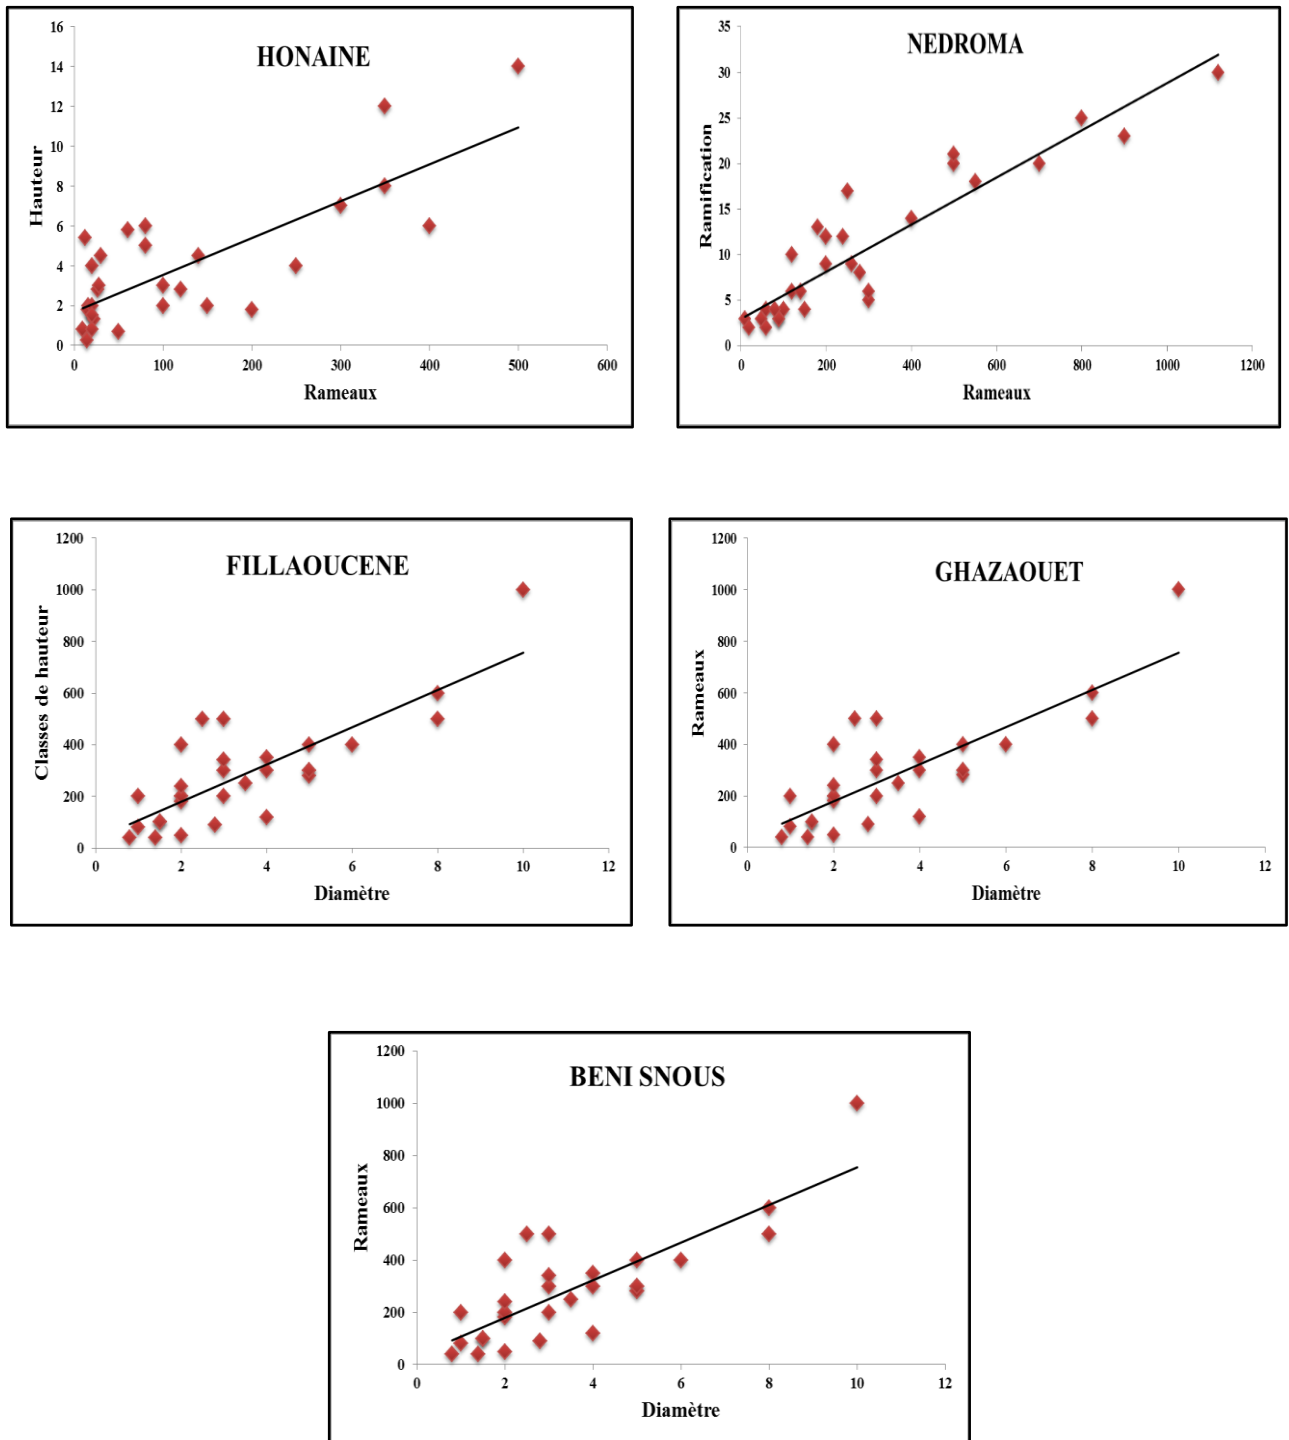 HONAINE
Hauteur
16
14
12
10
8
6
4
2
0
0 100 200 300 400 500 600
Rameaux
NEDROMA
Ramification
35
30
25
20
15
10
5
0
0 200 400 600 800 1000 1200
Rameaux
FILLAOUCENE
Classes de hauteur
1200
1000
800
600
400
200
0
0 2 4 6 8 10 12
Diamètre
GHAZAOUET
Rameaux
1200
1000
800
600
400
200
0
0 2 4 6 8 10 12
Diamètre
BENI SNOUS
Rameaux
1200
1000
800
600
400
200
0
0 2 4 6 8 10 12
Diamètre